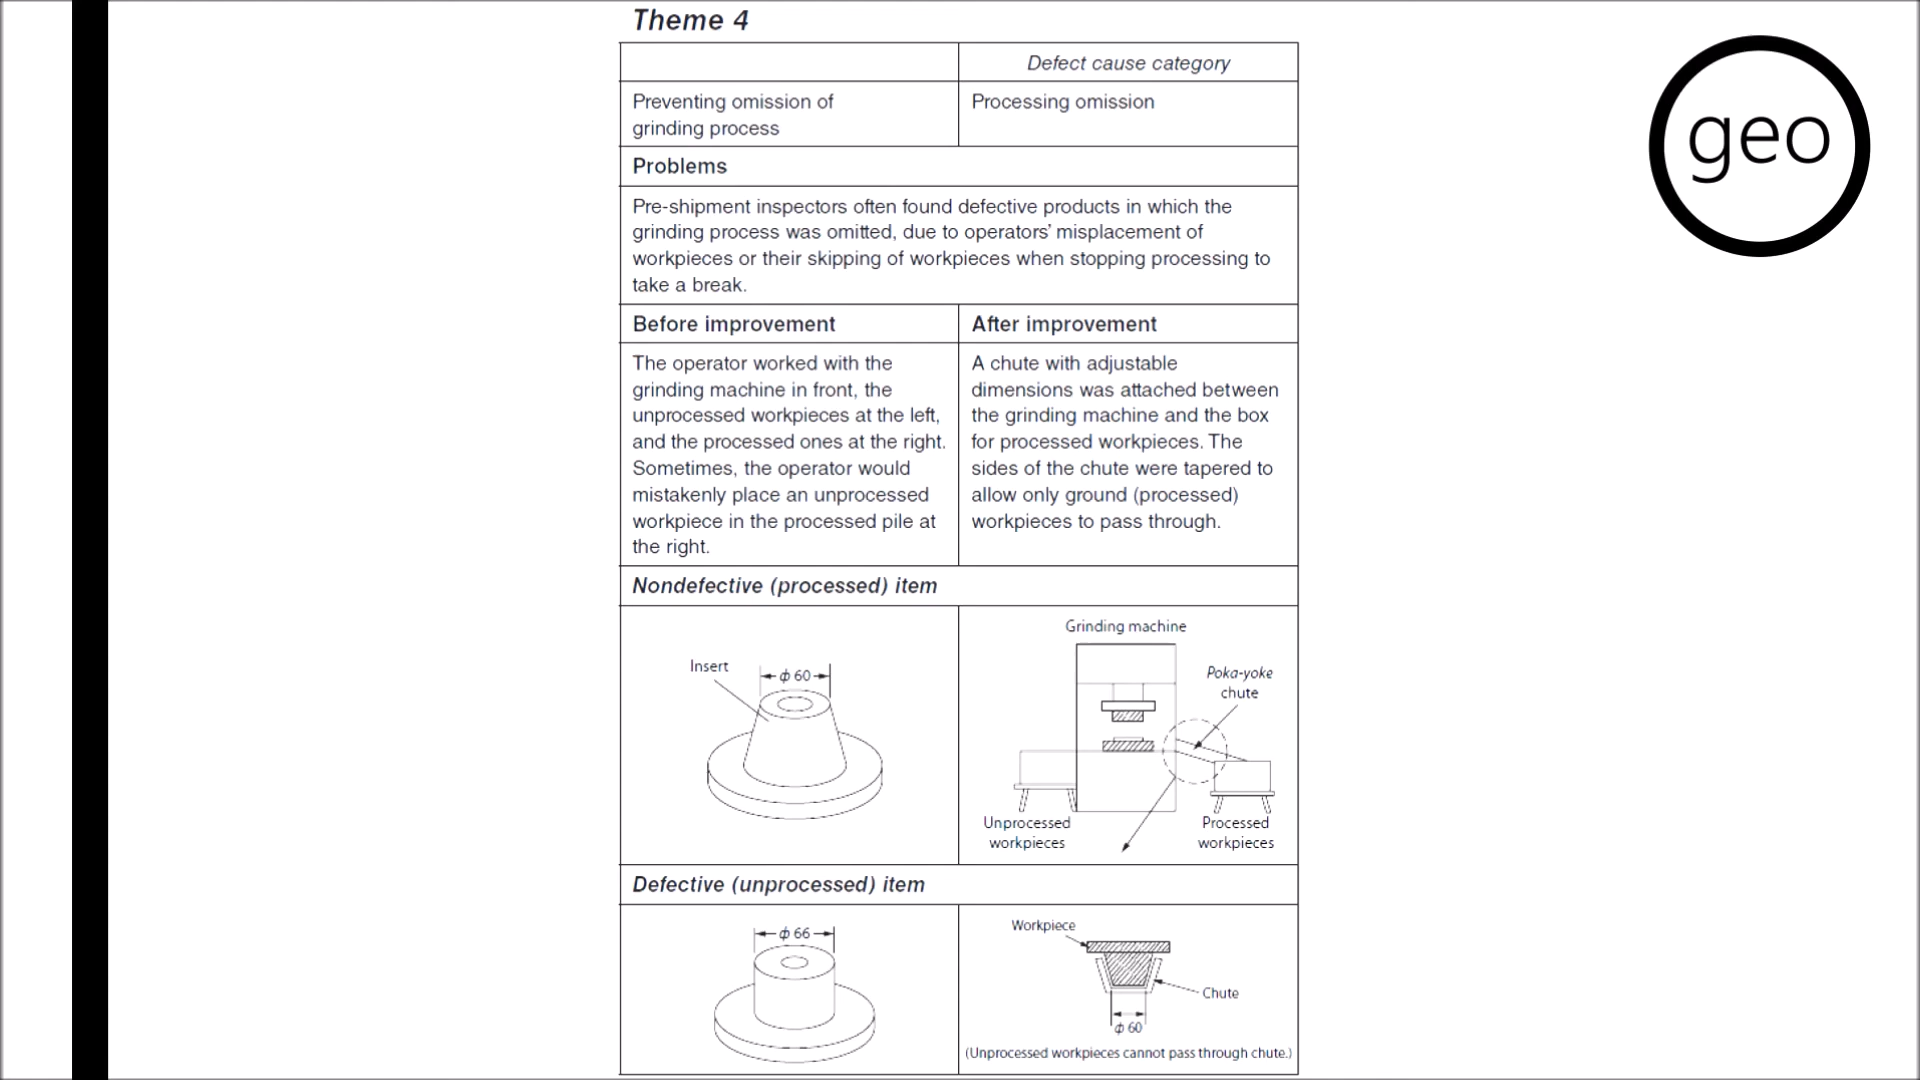 Theme 4
geo
Defect cause category
Preventing omission of
grinding process
Processing omission
Problems
Pre-shipment inspectors often found defective products in which the
grinding process was omitted, due to operators' misplacement of
workpieces or their skipping of workpieces when stopping processing to
take a break.
Before improvement
The operator worked with the
grinding machine in front, the
unprocessed workpieces at the left,
and the processed ones at the right.
Sometimes, the operator would
mistakenly place an unprocessed
workpiece in the processed pile at
the right.
After improvement
A chute with adjustable
dimensions was attached between
the grinding machine and the box
for processed workpieces. The
sides of the chute were tapered to
allow only ground (processed)
workpieces to pass through.
Nondefective (processed) item
Insert
ϕ 60
Grinding machine
Poka-yoke
chute
Unprocessed
workpieces
Processed
workpieces
Defective (unprocessed) item
ϕ 66
Workpiece
Chute
ϕ 60
(Unprocessed workpieces cannot pass through chute.)